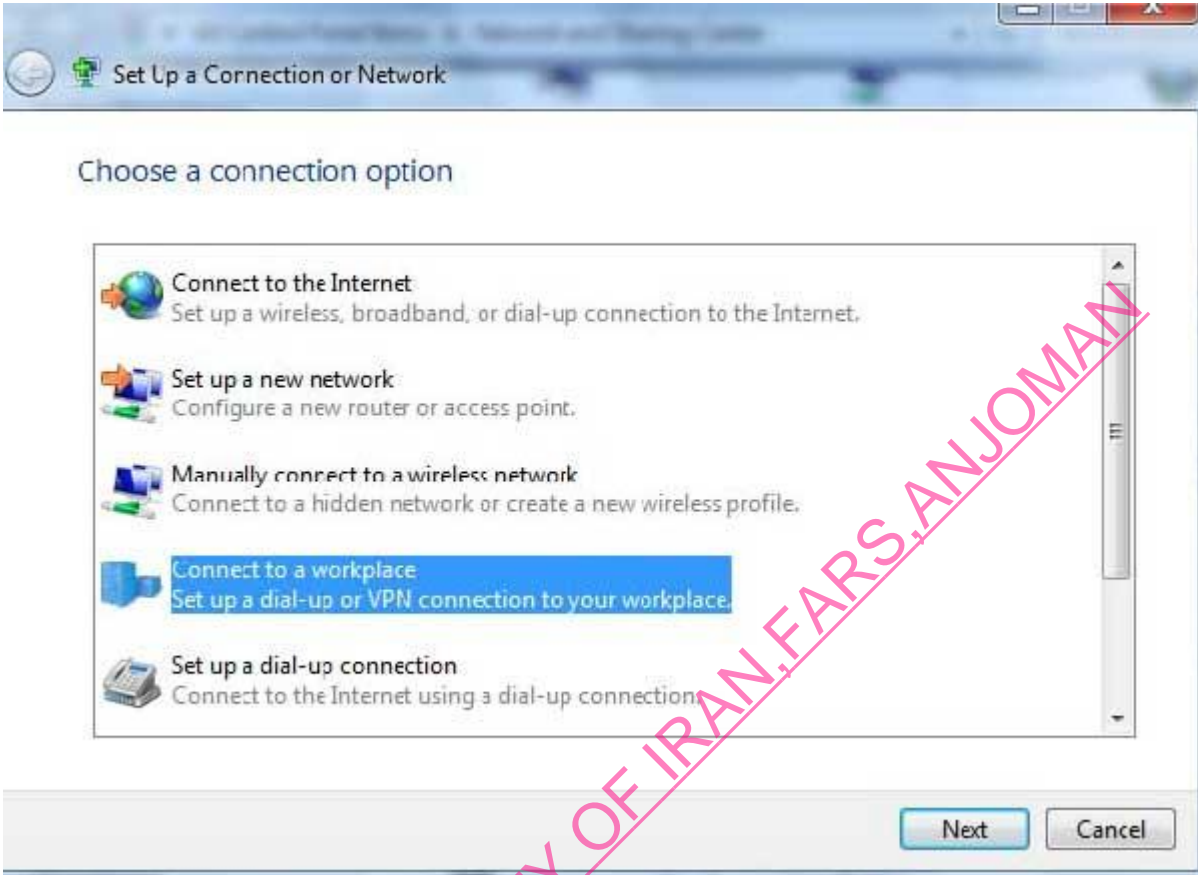 Set Up a Connection or Network
Choose a connection option
Connect to the Internet
Set up a wireless, broadband, or dial-up connection to the Internet.
Set up a new network
Configure a new router or access point.
Manually connect to a wireless network
Connect to a hidden network or create a new wireless profile.
Connect to a workplace
Set up a dial-up or VPN connection to your workplace.
Set up a dial-up connection
Connect to the Internet using a dial-up connection.
Next
Cancel
OF IRAN,FARS,ANJOMAN